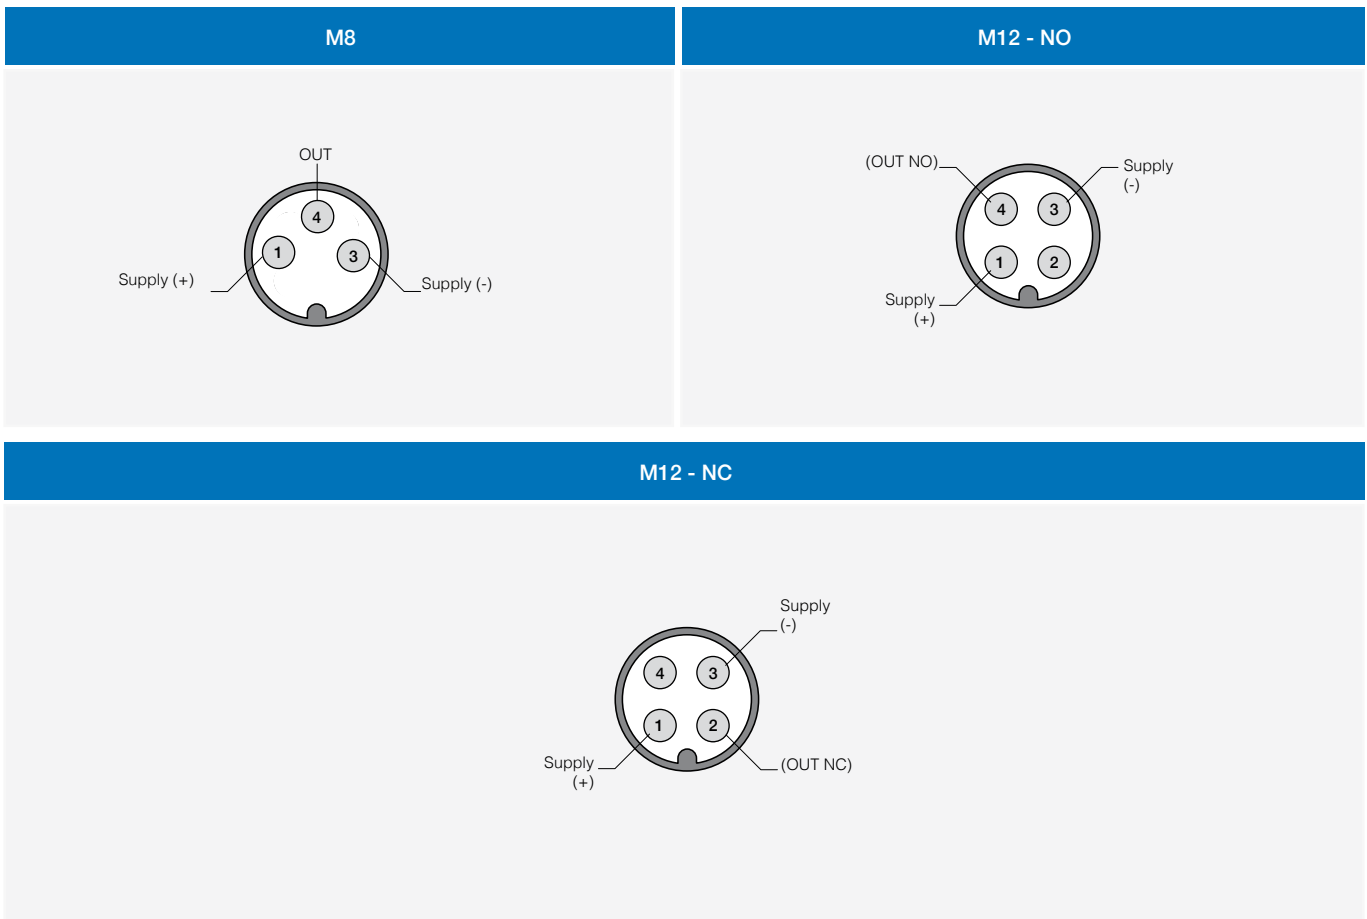 M8
OUT
4
1
3
Supply (+)
Supply (-)
M12 - NO
(OUT NO)
Supply
(-)
4
3
1
2
Supply
(+)
M12 - NC
Supply
(-)
4
3
1
2
Supply
(+)
(OUT NC)